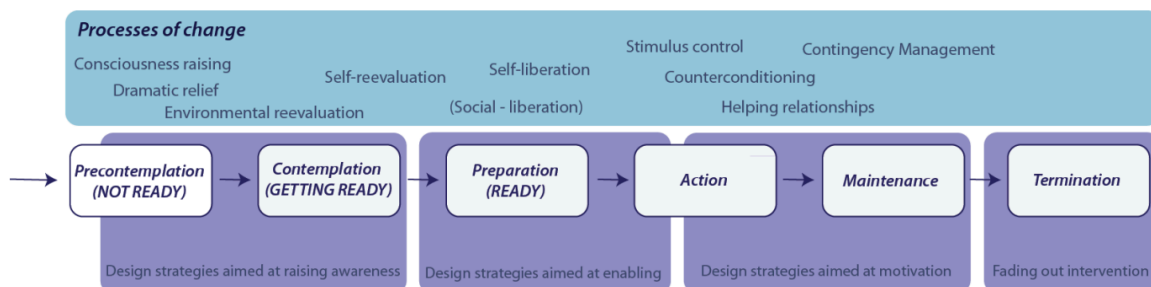 Processes of change
Stimulus control
Contingency Management
Consciousness raising
Self-reevaluation
Self-liberation
Counterconditioning
Dramatic relief
Environmental reevaluation
(Social - liberation)
Helping relationships
Precontemplation
(NOT READY)
Contemplation
(GETTING READY)
Preparation
(READY)
Action
Maintenance
Termination
Design strategies aimed at raising awareness
Design strategies aimed at enabling
Design strategies aimed at motivation
Fading out intervention